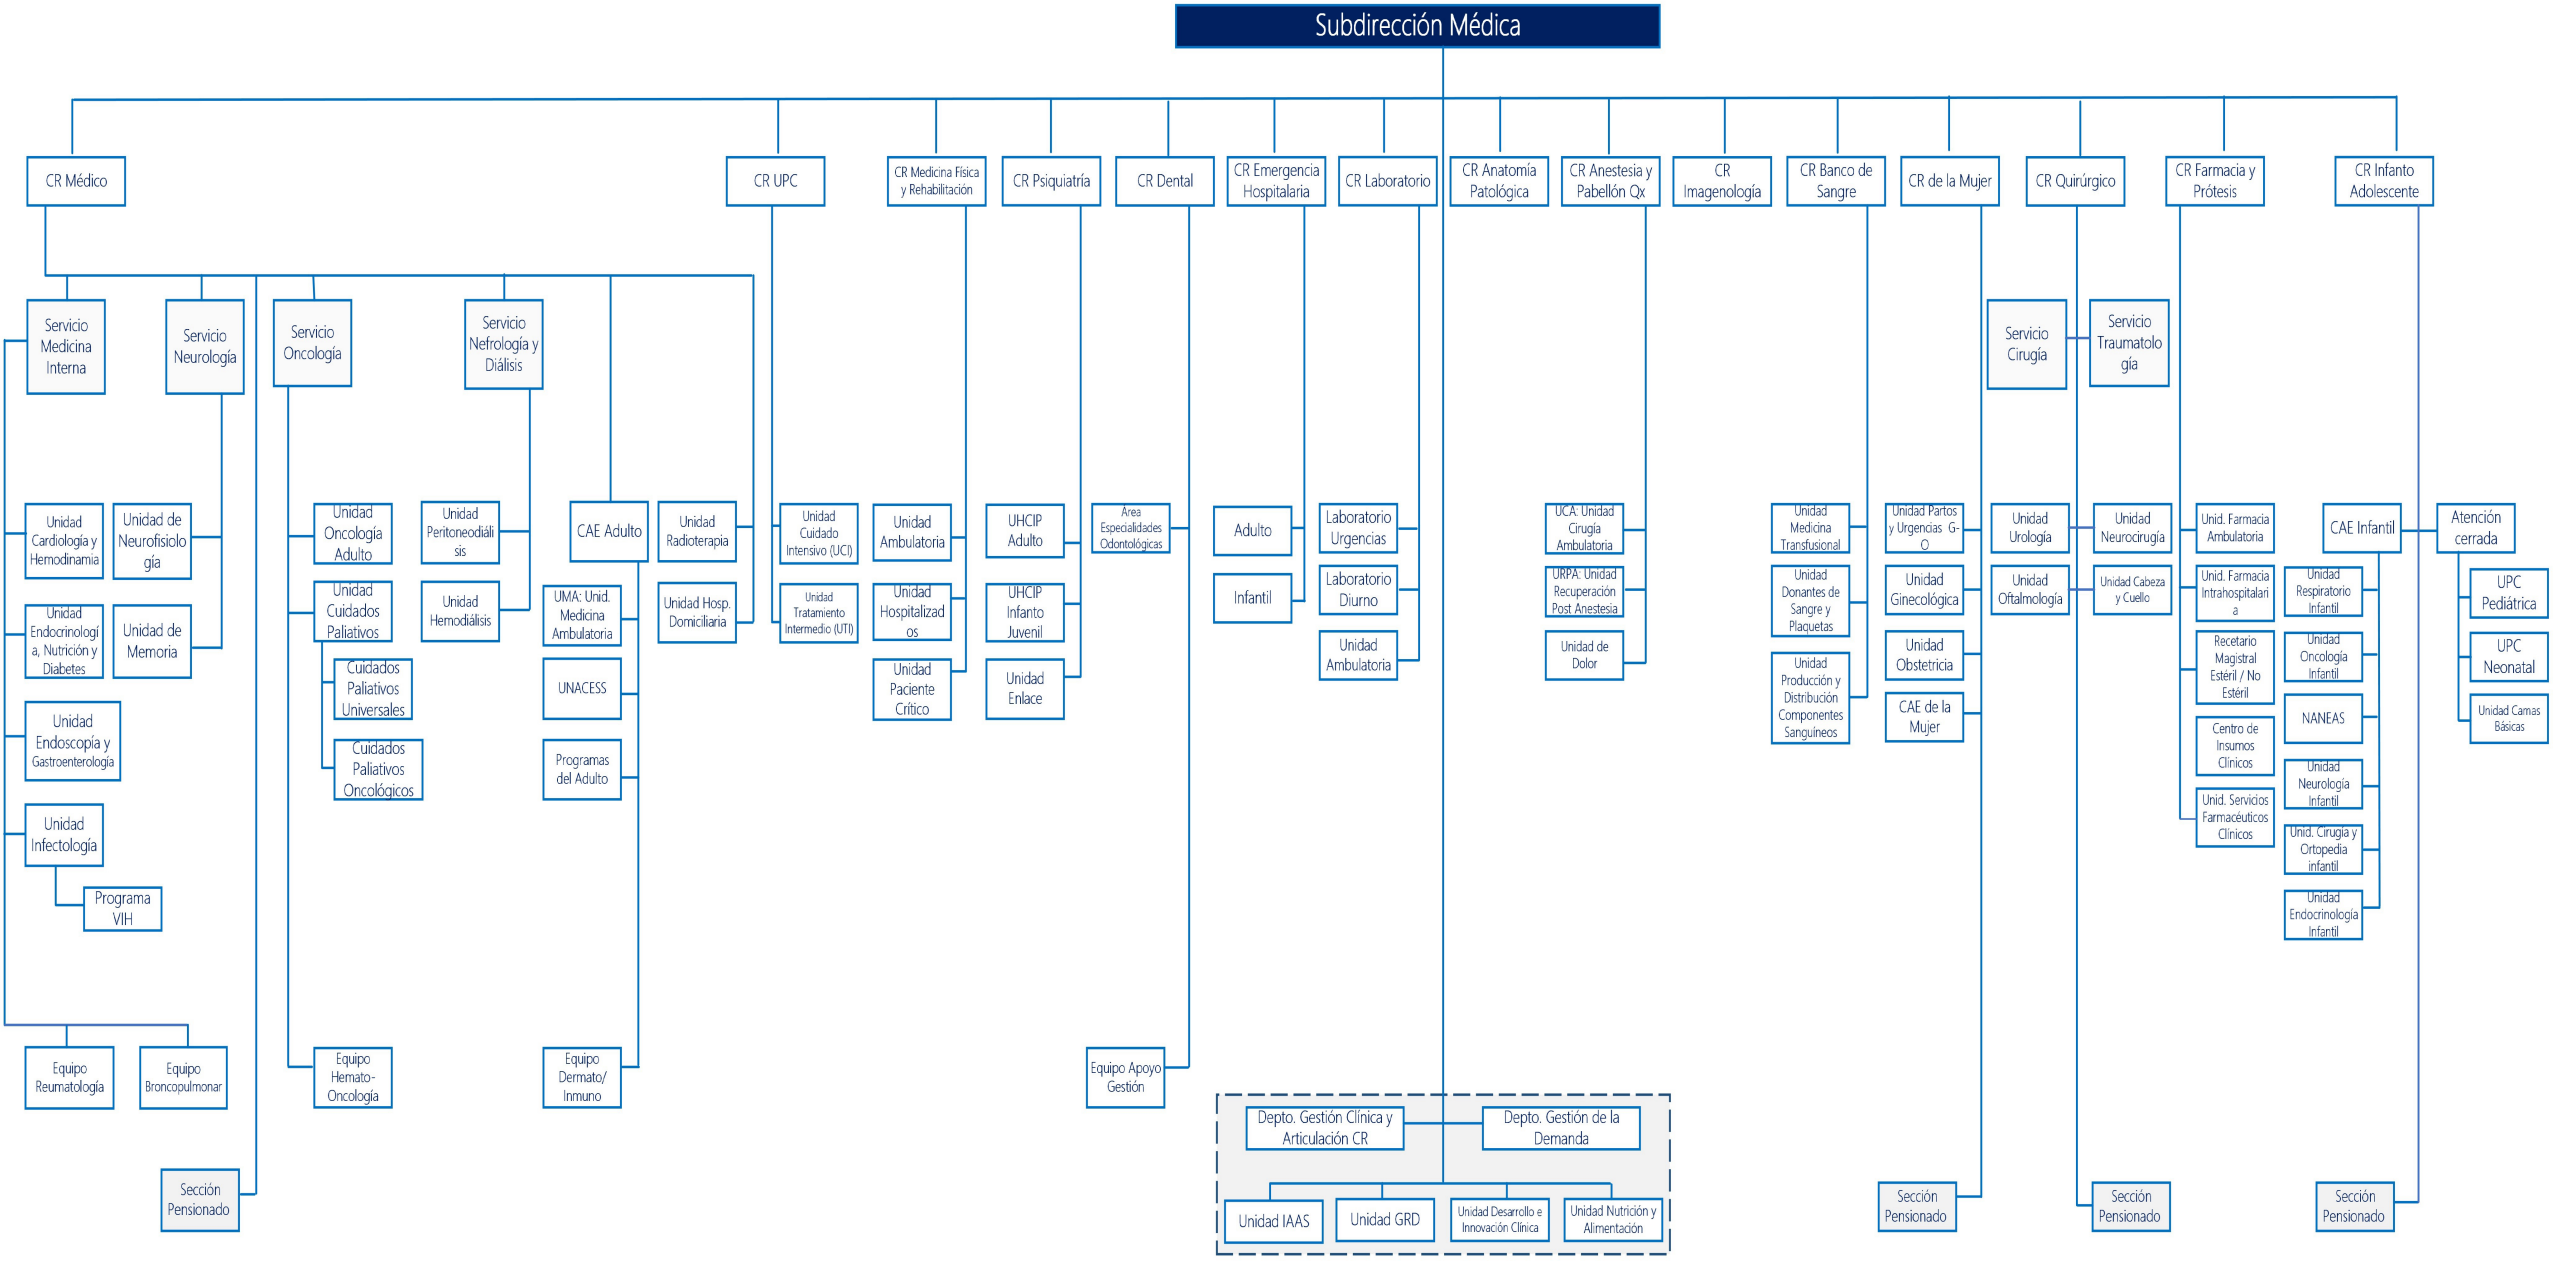 Subdirección Médica
CR Médico
CR UPC
CR Medicina Física
y Rehabilitación
CR Psiquiatría
CR Dental
CR Emergencia
Hospitalaria
CR Laboratorio
CR Anatomía
Patológica
CR Anestesia y
Pabellón Qx
CR
Imagenología
CR Banco de
Sangre
CR de la Mujer
CR Quirúrgico
CR Farmacia y
Prótesis
CR Infanto
Adolescente
Servicio
Medicina
Interna
Servicio
Neurología
Servicio
Oncología
Servicio
Nefrología y
Diálisis
Servicio
Cirugía
Servicio
Traumatolo
gía
Unidad
Cardiología y
Hemodinamia
Unidad de
Neurofisiolo
gía
Unidad
Oncología
Adulto
Unidad
Peritoneodiáli
sis
CAE Adulto
Unidad
Radioterapia
Unidad
Cuidado
Intensivo (UCI)
Unidad
Ambulatoria
UHCIP
Adulto
Área
Especialidades
Odontológicas
Adulto
Laboratorio
Urgencias
UCA: Unidad
Cirugía
Ambulatoria
Unidad
Medicina
Transfusional
Unidad Partos
y Urgencias G-
O
Unidad
Urología
Unidad
Neurocirugía
Unid. Farmacia
Ambulatoria
CAE Infantil
Atención
cerrada
Unidad
Endocrinologí
a, Nutrición y
Diabetes
Unidad de
Memoria
Unidad
Cuidados
Paliativos
Unidad
Hemodiálisis
UMA: Unid.
Medicina
Ambulatoria
Unidad Hosp.
Domiciliaria
Unidad
Tratamiento
Intermedio (UTI)
Unidad
Hospitalizad
os
UHCIP
Infanto
Juvenil
Infantil
Laboratorio
Diurno
URPA: Unidad
Recuperación
Post Anestesia
Unidad
Donantes de
Sangre y
Plaquetas
Unidad
Ginecológica
Unidad
Oftalmología
Unidad Cabeza
y Cuello
Unid. Farmacia
Intrahospitalari
a
Unidad
Respiratorio
Infantil
UPC
Pediátrica
Cuidados
Paliativos
Universales
UNACESS
Unidad
Paciente
Crítico
Unidad
Enlace
Unidad
Ambulatoria
Unidad de
Dolor
Unidad
Producción y
Distribución
Componentes
Sanguíneos
Unidad
Obstetricia
Recetario
Magistral
Estéril / No
Estéril
Unidad
Oncología
Infantil
UPC
Neonatal
Unidad
Endoscopía y
Gastroenterología
Cuidados
Paliativos
Oncológicos
Programas
del Adulto
CAE de la
Mujer
Centro de
Insumos
Clínicos
NANEAS
Unidad Camas
Básicas
Unidad
Infectología
Unid. Servicios
Farmacéuticos
Clínicos
Unidad
Neurología
Infantil
Unid. Cirugía y
Ortopedia
infantil
Programa
VIH
Unidad
Endocrinología
Infantil
Equipo
Reumatología
Equipo
Broncopulmonar
Equipo
Hemato-
Oncología
Equipo
Dermato/
Inmuno
Equipo Apoyo
Gestión
Depto. Gestión Clínica y
Articulación CR
Depto. Gestión de la
Demanda
Sección
Pensionado
Unidad IAAS
Unidad GRD
Unidad Desarrollo e
Innovación Clínica
Unidad Nutrición y
Alimentación
Sección
Pensionado
Sección
Pensionado
Sección
Pensionado